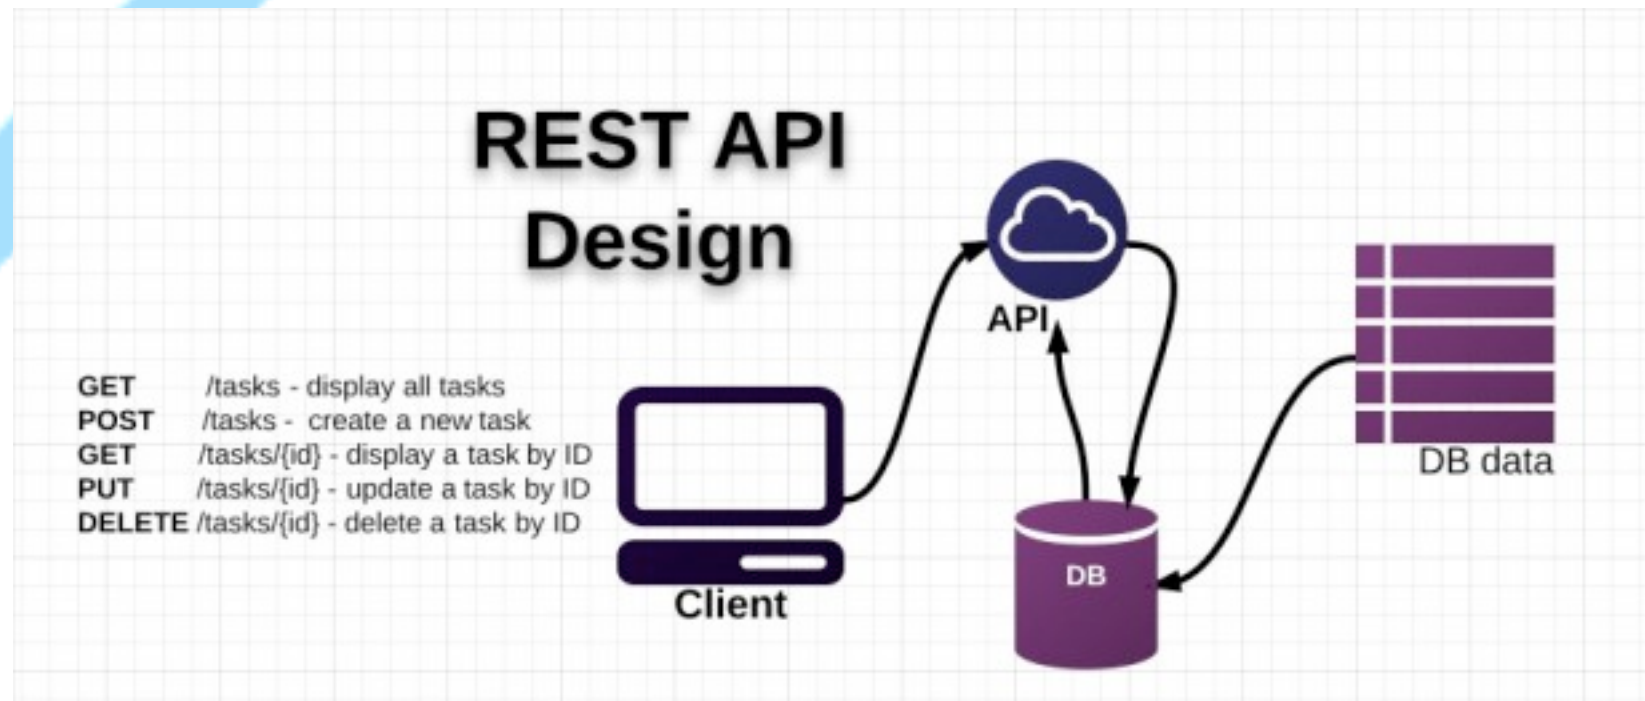 REST API
Design
API
GET /tasks - display all tasks
POST /tasks - create a new task
GET /tasks/{id} - display a task by ID
PUT /tasks/{id} - update a task by ID
DELETE /tasks/{id} - delete a task by ID
Client
DB
DB data